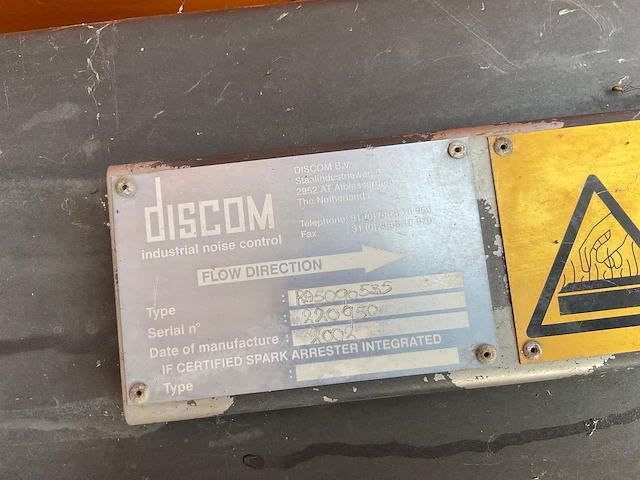 DISCOM B.V.
2952 AT Alblasserdam
The Netherlands
Telephone
Fax
discom
industrial noise control
FLOW DIRECTION
Type : RA5090535
Serial n° : 220950
Date of manufacture : 2002
IF CERTIFIED SPARK ARRESTER INTEGRATED
Type :